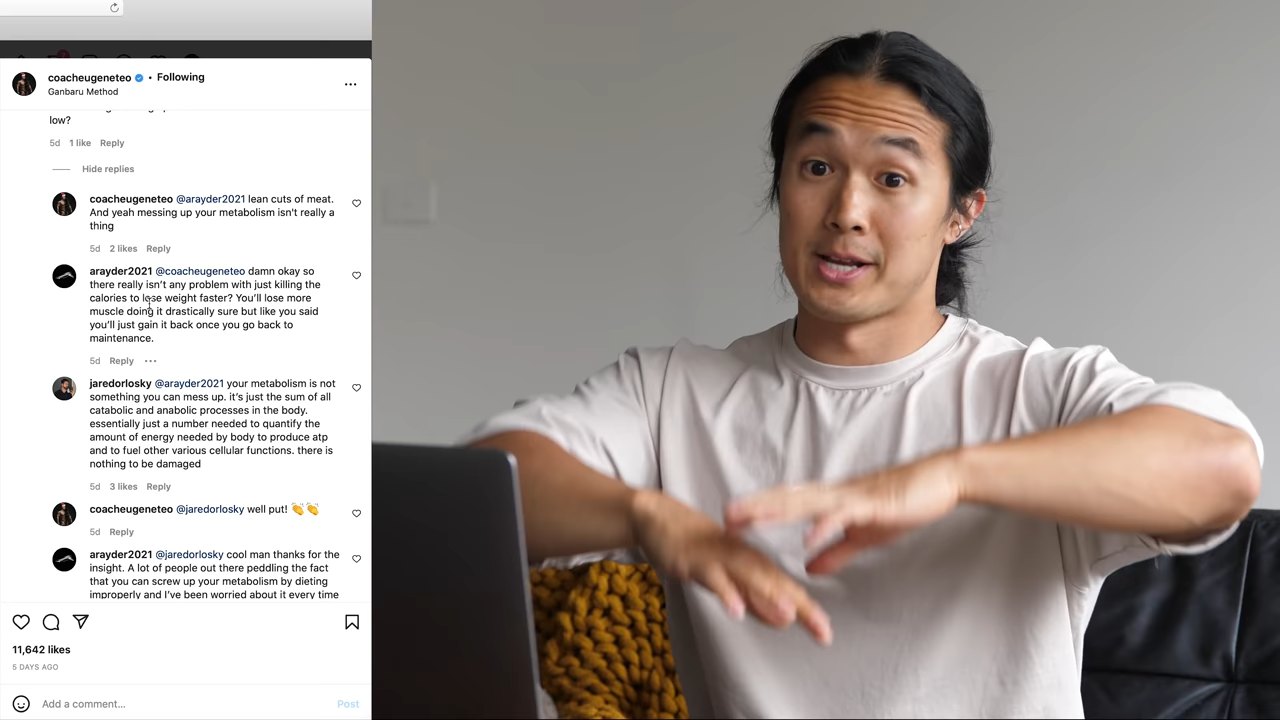 coacheugeneteo • Following
Ganbaru Method
low?
5d 1 like Reply
Hide replies
coacheugeneteo @arayder2021 lean cuts of meat.
And yeah messing up your metabolism isn't really a
thing
5d 2 likes Reply
arayder2021 @coacheugeneteo damn okay so
there really isn't any problem with just killing the
calories to lose weight faster? You'll lose more
muscle doing it drastically sure but like you said
you'll just gain it back once you go back to
maintenance.
5d Reply
jaredorlosky @arayder2021 your metabolism is not
something you can mess up. it's just the sum of all
catabolic and anabolic processes in the body.
essentially just a number needed to quantify the
amount of energy needed by body to produce atp
and to fuel other various cellular functions. there is
nothing to be damaged
5d 3 likes Reply
coacheugeneteo @jaredorlosky well put! 👏👏
5d Reply
arayder2021 @jaredorlosky cool man thanks for the
insight. A lot of people out there peddling the fact
that you can screw up your metabolism by dieting
improperly and I've been worried about it every time
11,642 likes
5 DAYS AGO
Add a comment... Post